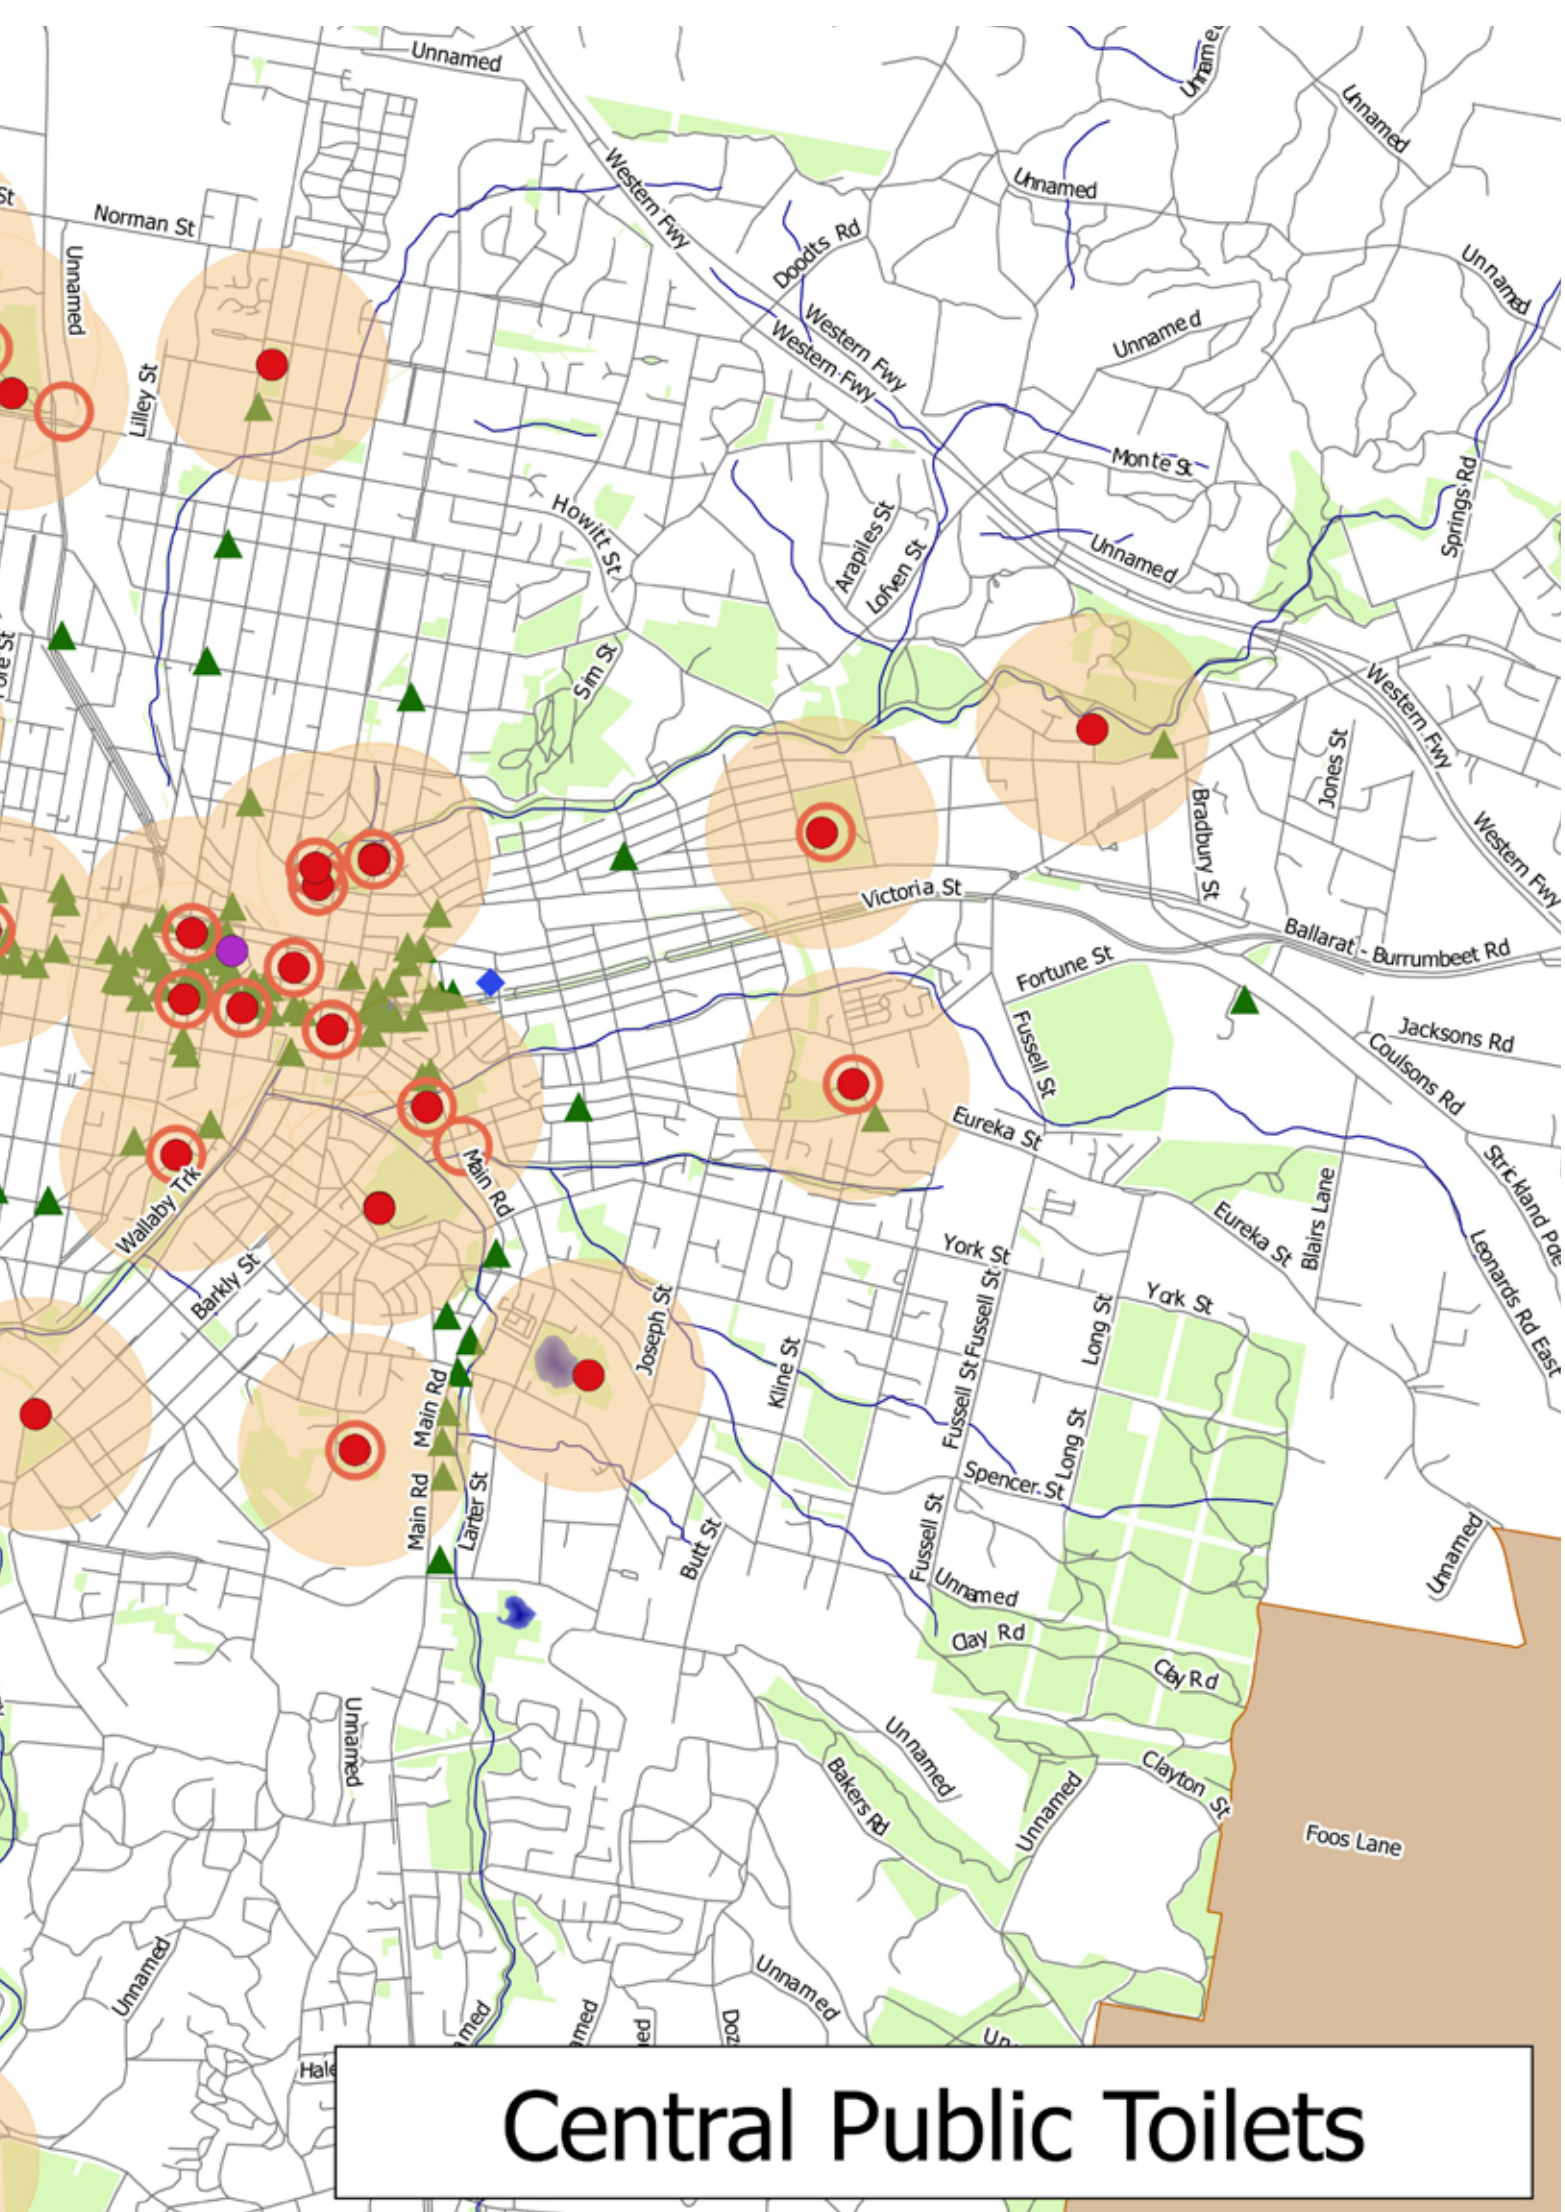 Unnamed
Unnamed
Unnamed
Western Fwy
Unnamed
St
Norman St
Doodts Rd
Unnamed
Unnamed
Western Fwy
Western Fwy
Unnamed
Lilley St
Monte St
Howitt St
Arapiles St
Lofven St
Springs Rd
Unnamed
Sim St
Western Fwy
Jones St
Bradbury St
Western Fwy
Victoria St
Ballarat - Burrumbeet Rd
Fortune St
Fussell St
Jacksons Rd
Coulsons Rd
Eureka St
Main Rd
Wallaby Trk
Strickland Pde
Blairs Lane
Eureka St
York St
Barkly St
Leonards Rd East
Fussell St
York St
Long St
Joseph St
Kline St
Main Rd
Fussell St
Long St
Spencer St
Main Rd
Larter St
Butt St
Fussell St
Unnamed
Unnamed
Clay Rd
Clay Rd
Unnamed
Unnamed
Bakers Rd
Clayton St
Unnamed
Foos Lane
Unnamed
Unnamed
Central Public Toilets